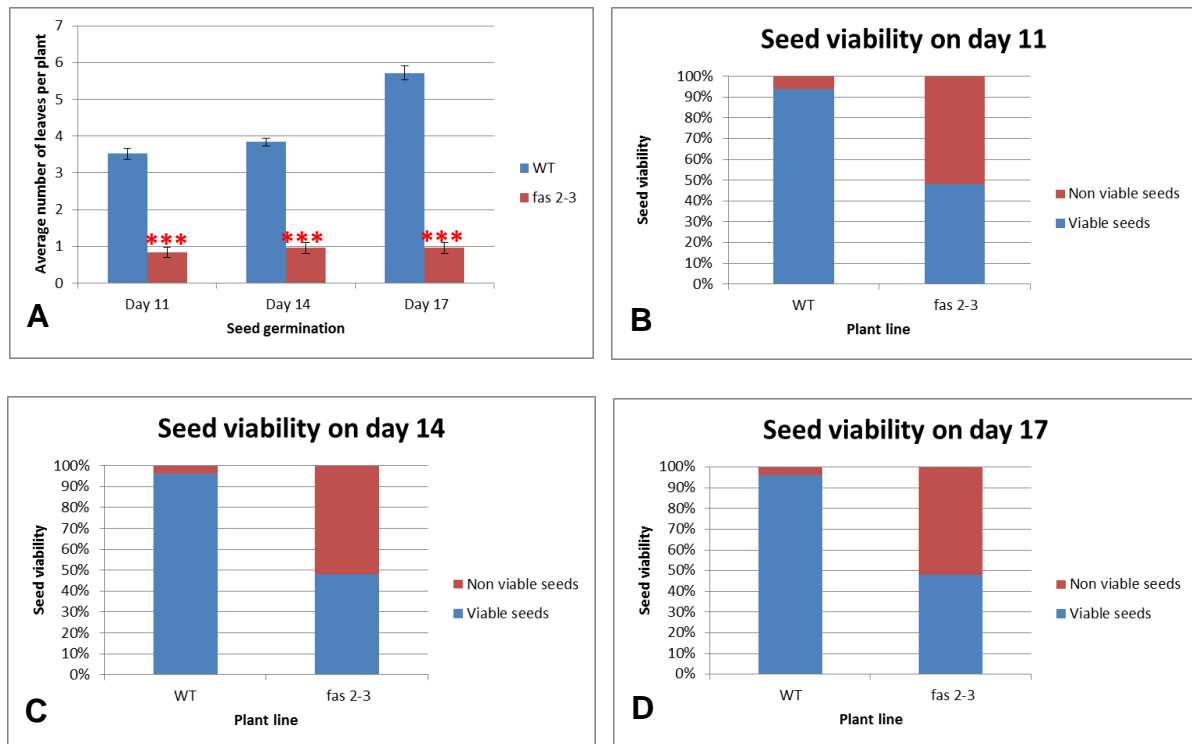 7
6
5
4
3
2
1
0
Average number of leaves per plant
***
***
***
Day 11 Day 14 Day 17
Seed germination
WT
fas 2-3
A
Seed viability on day 11
100%
90%
80%
70%
60%
50%
40%
30%
20%
10%
0%
Seed viability
WT fas 2-3
Plant line
Non viable seeds
Viable seeds
B
Seed viability on day 14
100%
90%
80%
70%
60%
50%
40%
30%
20%
10%
0%
Seed viability
WT fas 2-3
Plant line
Non viable seeds
Viable seeds
C
Seed viability on day 17
100%
90%
80%
70%
60%
50%
40%
30%
20%
10%
0%
Seed viability
WT fas 2-3
Plant line
Non viable seeds
Viable seeds
D